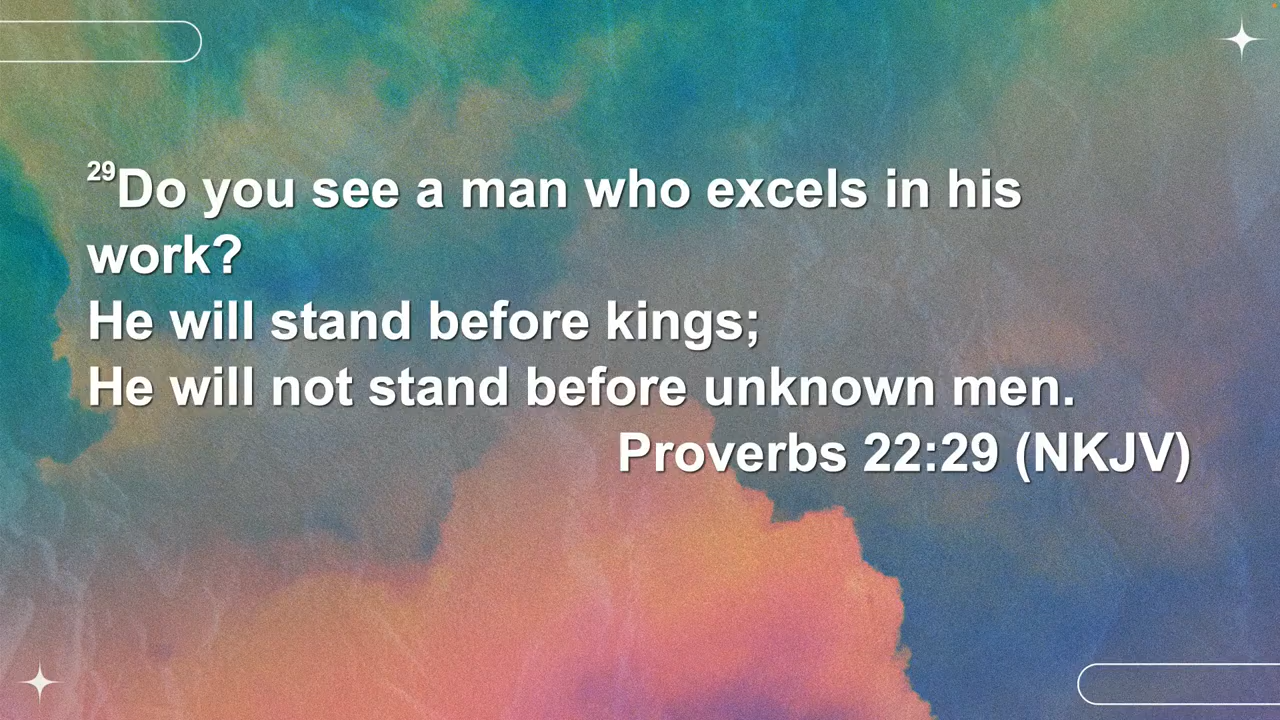 29Do you see a man who excels in his
work?
He will stand before kings;
He will not stand before unknown men.
Proverbs 22:29 (NKJV)